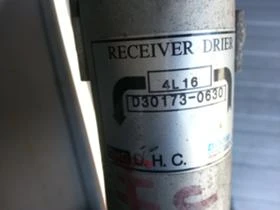 RECEIVER DRIER
4L16
D30173-0630
D. H. C.